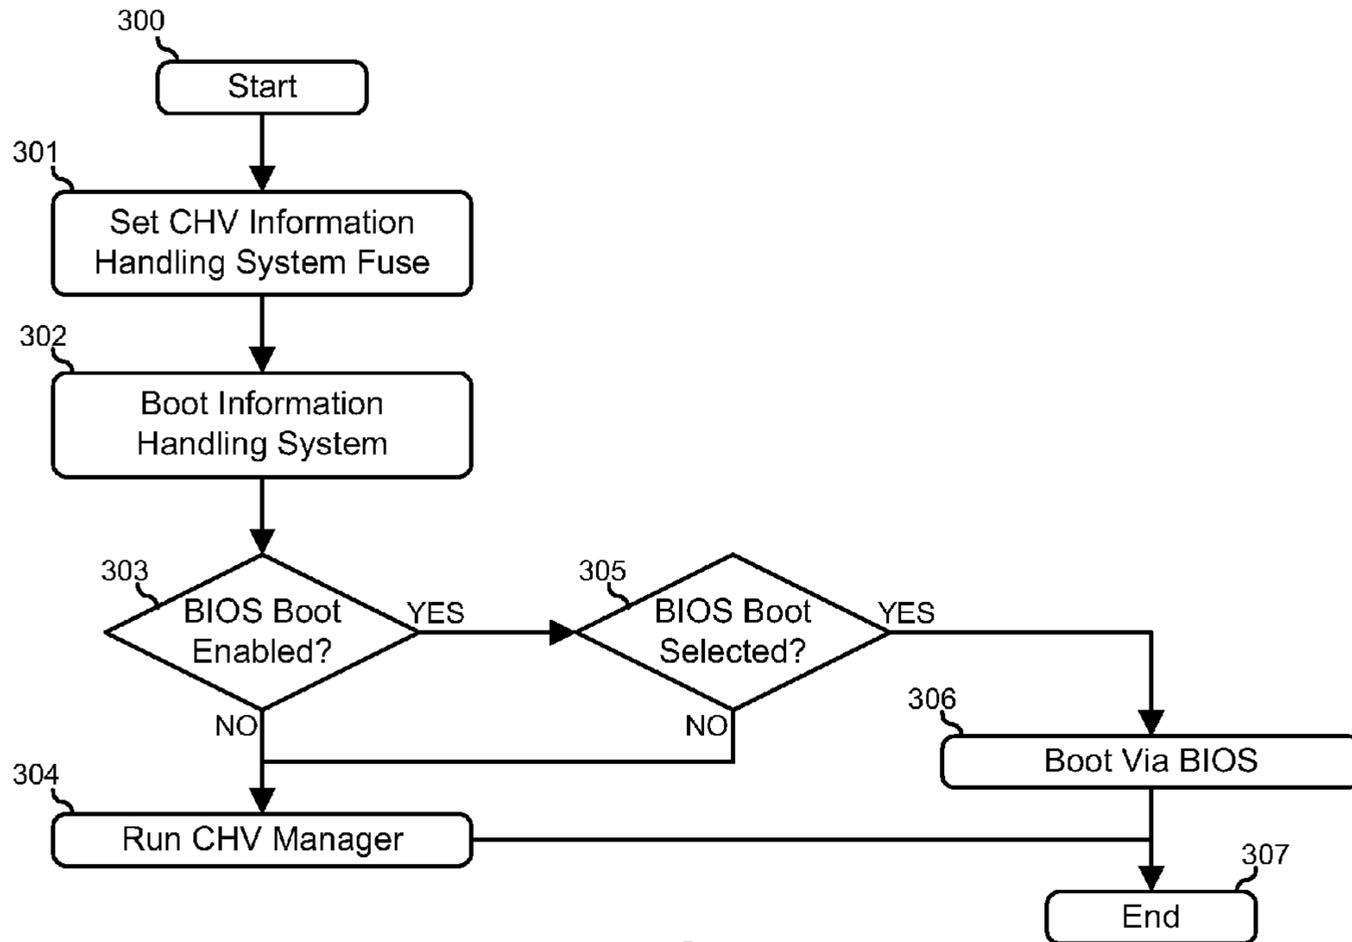 300
Start
301
Set CHV Information
Handling System Fuse
302
Boot Information
Handling System
303
BIOS Boot
Enabled?
YES
NO
305
BIOS Boot
Selected?
YES
NO
306
Boot Via BIOS
304
Run CHV Manager
307
End